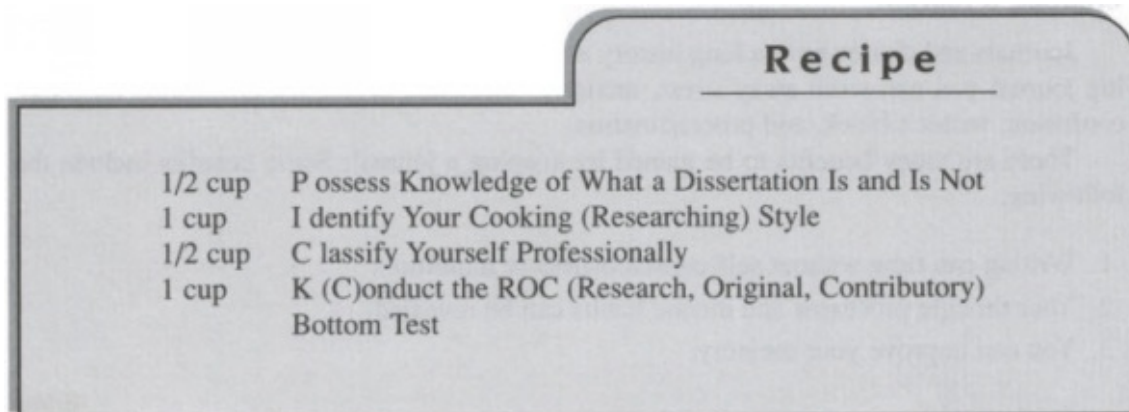 Recipe
1/2 cup P ossess Knowledge of What a Dissertation Is and Is Not
1 cup I dentify Your Cooking (Researching) Style
1/2 cup C lassify Yourself Professionally
1 cup K (C)onduct the ROC (Research, Original, Contributory)
Bottom Test